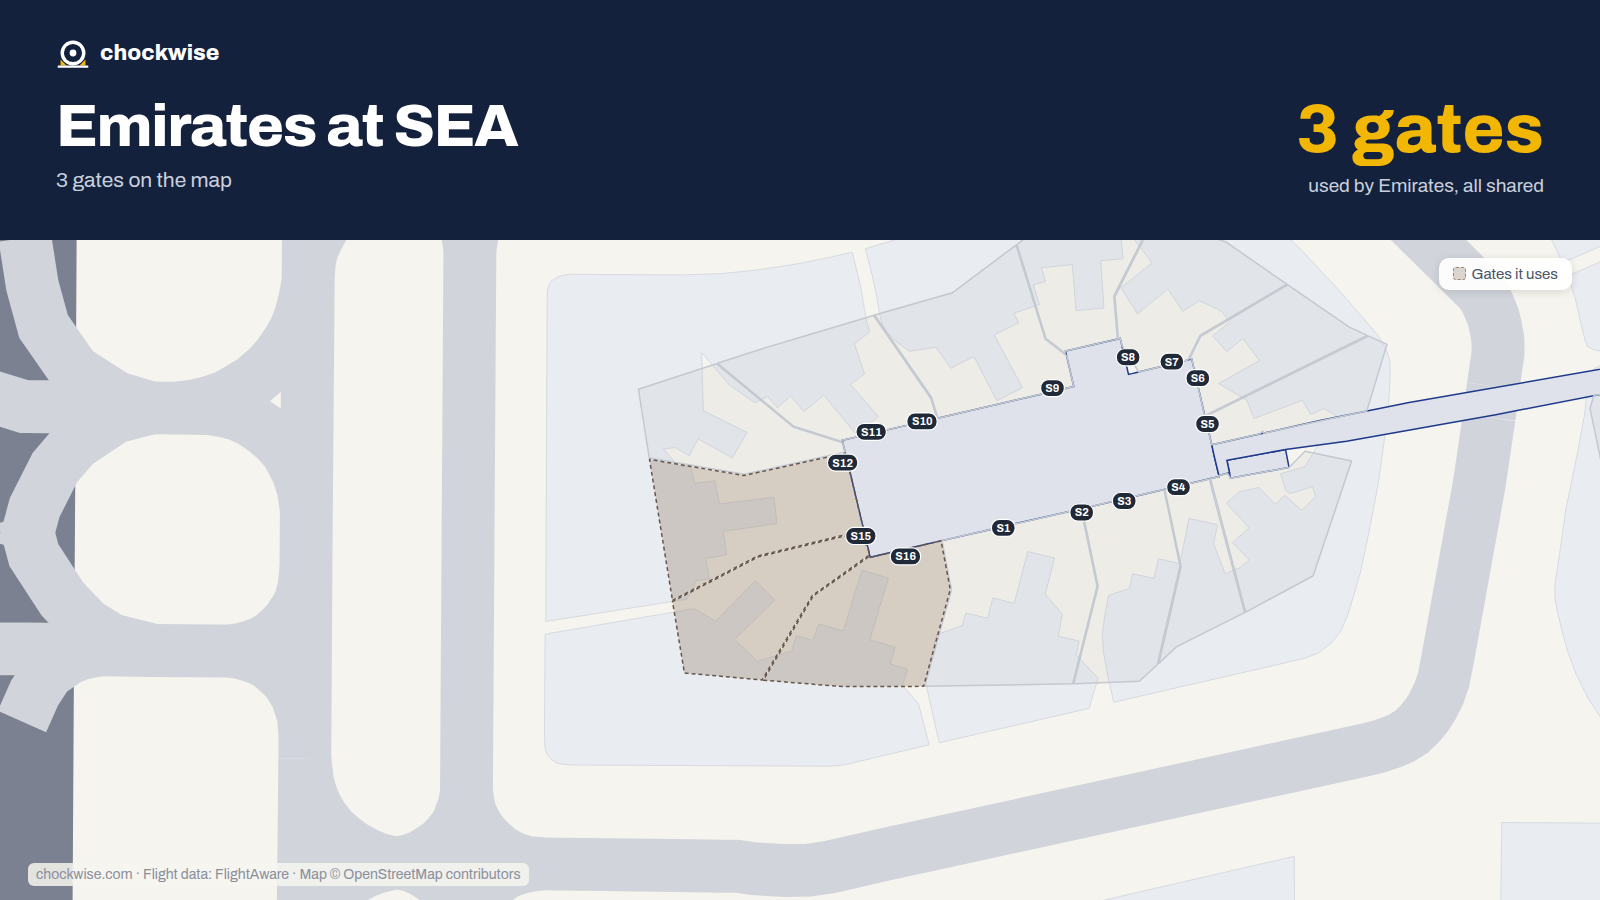 chockwise
Emirates at SEA
3 gates on the map
3 gates
used by Emirates, all shared
Gates it uses
S8
S7
S6
S9
S5
S10
S11
S12
S4
S3
S2
S1
S15
S16
chockwise.com · Flight data: FlightAware · Map © OpenStreetMap contributors